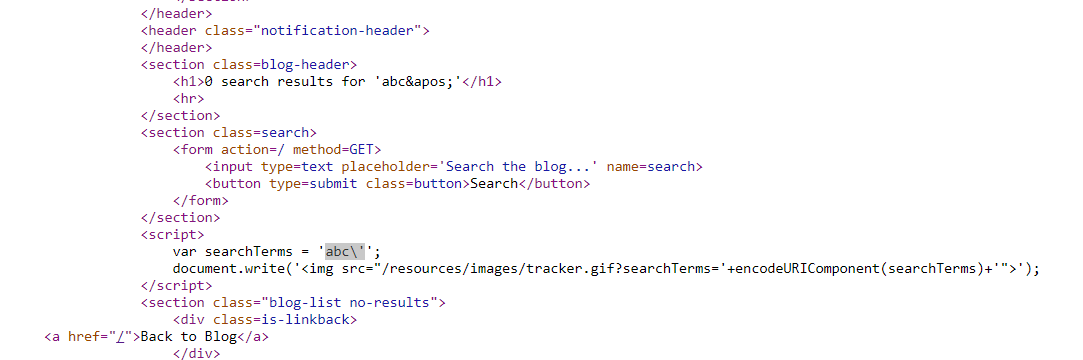 </header>
<header class="notification-header">
</header>
<section class=blog-header>
<h1>0 search results for 'abc&apos;'</h1>
<hr>
</section>
<section class=search>
<form action=/ method=GET>
<input type=text placeholder='Search the blog...' name=search>
<button type=submit class=button>Search</button>
</form>
</section>
<script>
var searchTerms = 'abc\'';
document.write('<img src="/resources/images/tracker.gif?searchTerms='+encodeURIComponent(searchTerms)+'">');
</script>
<section class="blog-list no-results">
<div class=is-linkback>
<a href="/">Back to Blog</a>
</div>